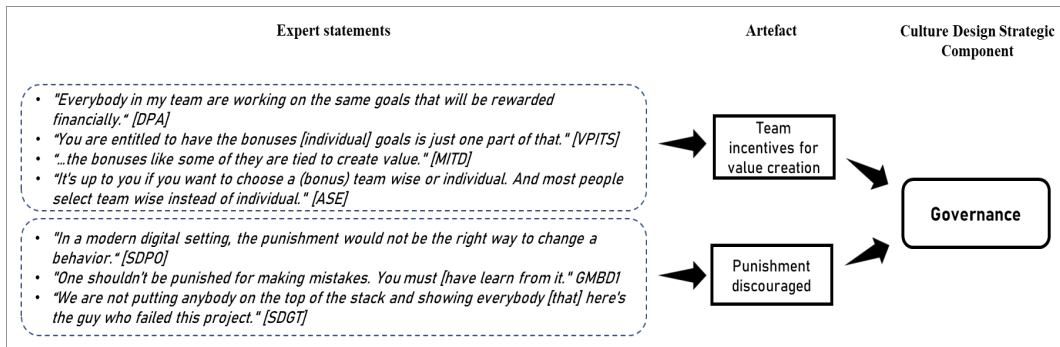 Expert statements
Artefact
Culture Design Strategic
Component
• "Everybody in my team are working on the same goals that will be rewarded
financially." [DPA]
• "You are entitled to have the bonuses [individual] goals is just one part of that." [VPITS]
• "…the bonuses like some of they are tied to create value." [MITD]
• "It's up to you if you want to choose a (bonus) team wise or individual. And most people
select team wise instead of individual." [ASE]
Team
incentives for
value creation
• "In a modern digital setting, the punishment would not be the right way to change a
behavior." [SDPO]
• "One shouldn't be punished for making mistakes. You must [have learn from it." GMBD1
• "We are not putting anybody on the top of the stack and showing everybody [that] here's
the guy who failed this project." [SDGT]
Punishment
discouraged
Governance